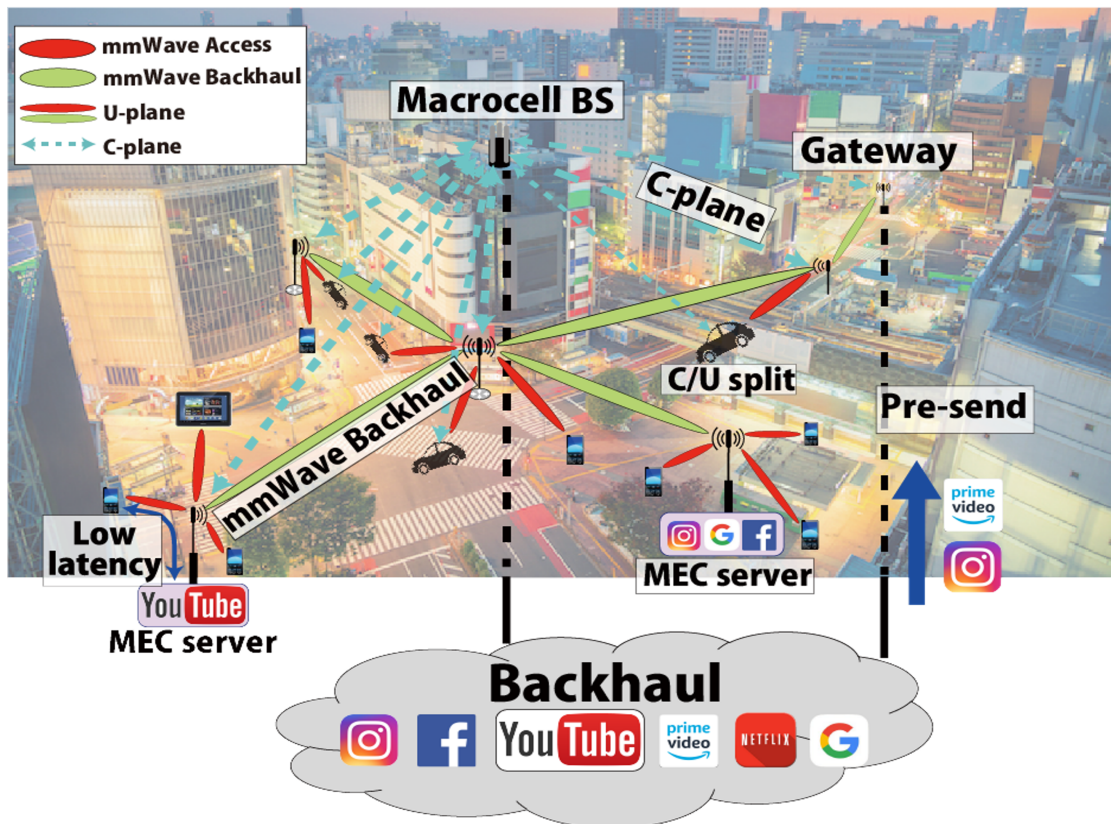 mmWave Access
mmWave Backhaul
U-plane
C-plane
Macrocell BS
Gateway
C-plane
C/U split
Pre-send
mmWave Backhaul
prime
video
Low
latency
MEC server
YouTube
MEC server
Backhaul
YouTube
prime
video
NETFLIX